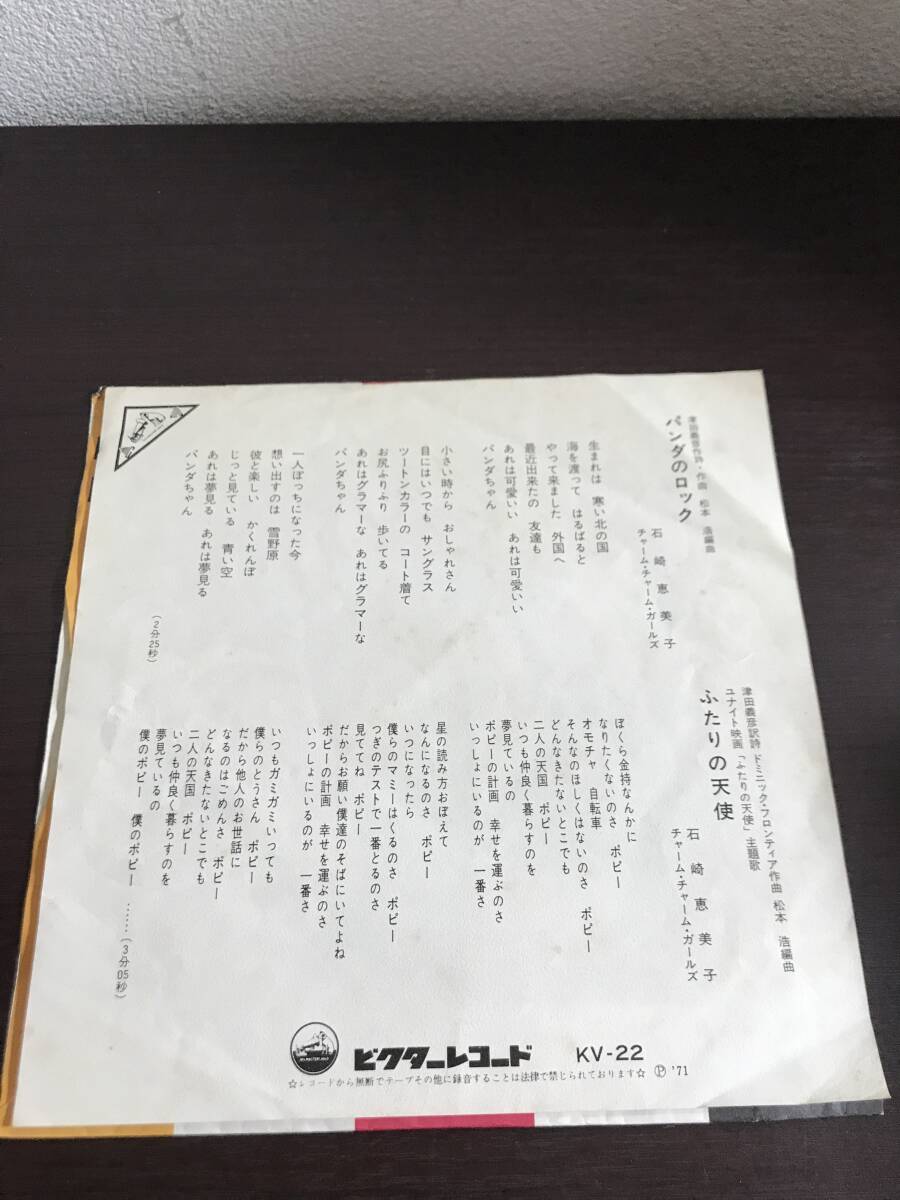 津田義彦作詩・作曲 松本 浩編曲
パンダのロック
石崎恵美子
チャーム・チャーム・ガールズ
生まれは 寒い北の国
海を渡って はるばると
やって来ました 外国へ
最近出来たの 友達も
あれは可愛いい あれは可愛いい
パンダちゃん
小さい時から おしゃれさん
目にはいつでも サングラス
ツートンカラーの コート着て
お尻ふりふり 歩いてる
あれはグラマーな あれはグラマーな
パンダちゃん
一人ぼっちになった今
想い出すのは 雪野原
彼と楽しい かくれんぼ
じっと見ている 青い空
あれは夢見る あれは夢見る
パンダちゃん
(2分25秒)
津田義彦訳詩 ドミニック・フロンティア作曲 松本 浩編曲
ユナイト映画「ふたりの天使」主題歌
ふたりの天使
石崎恵美子
チャーム・チャーム・ガールズ
ぼくら金持なんかに
なりたくないのさ ポピー
オモチャ 自転車
そんなのほしくはないのさ ポピー
どんなきたないとこでも
二人の天国 ポピー
いつも仲良く暮らすのを
夢見ているの
ポピーの計画 幸せを運ぶのさ
いっしょにいるのが 一番さ
星の読み方おぼえて
なんになるのさ ポピー
いつになったら
僕らのマミーはくるのさ ポピー
つぎのテストで一番とるのさ
見ててね ポピー
だからお願い僕達のそばにいてよね
ポピーの計画 幸せを運ぶのさ
いっしょにいるのが 一番さ
いつもガミガミいっても
僕らのとうさん ポピー
だから他人のお世話に
なるのはごめんさ ポピー
どんなきたないとこでも
二人の天国 ポピー
いつも仲良く暮らすのを
夢見ているの
僕のポピー 僕のポピー ……(3分05秒)
ビクターレコード KV-22
☆レコードから無断でテープその他に録音することは法律で禁じられております☆ Ⓟ '71